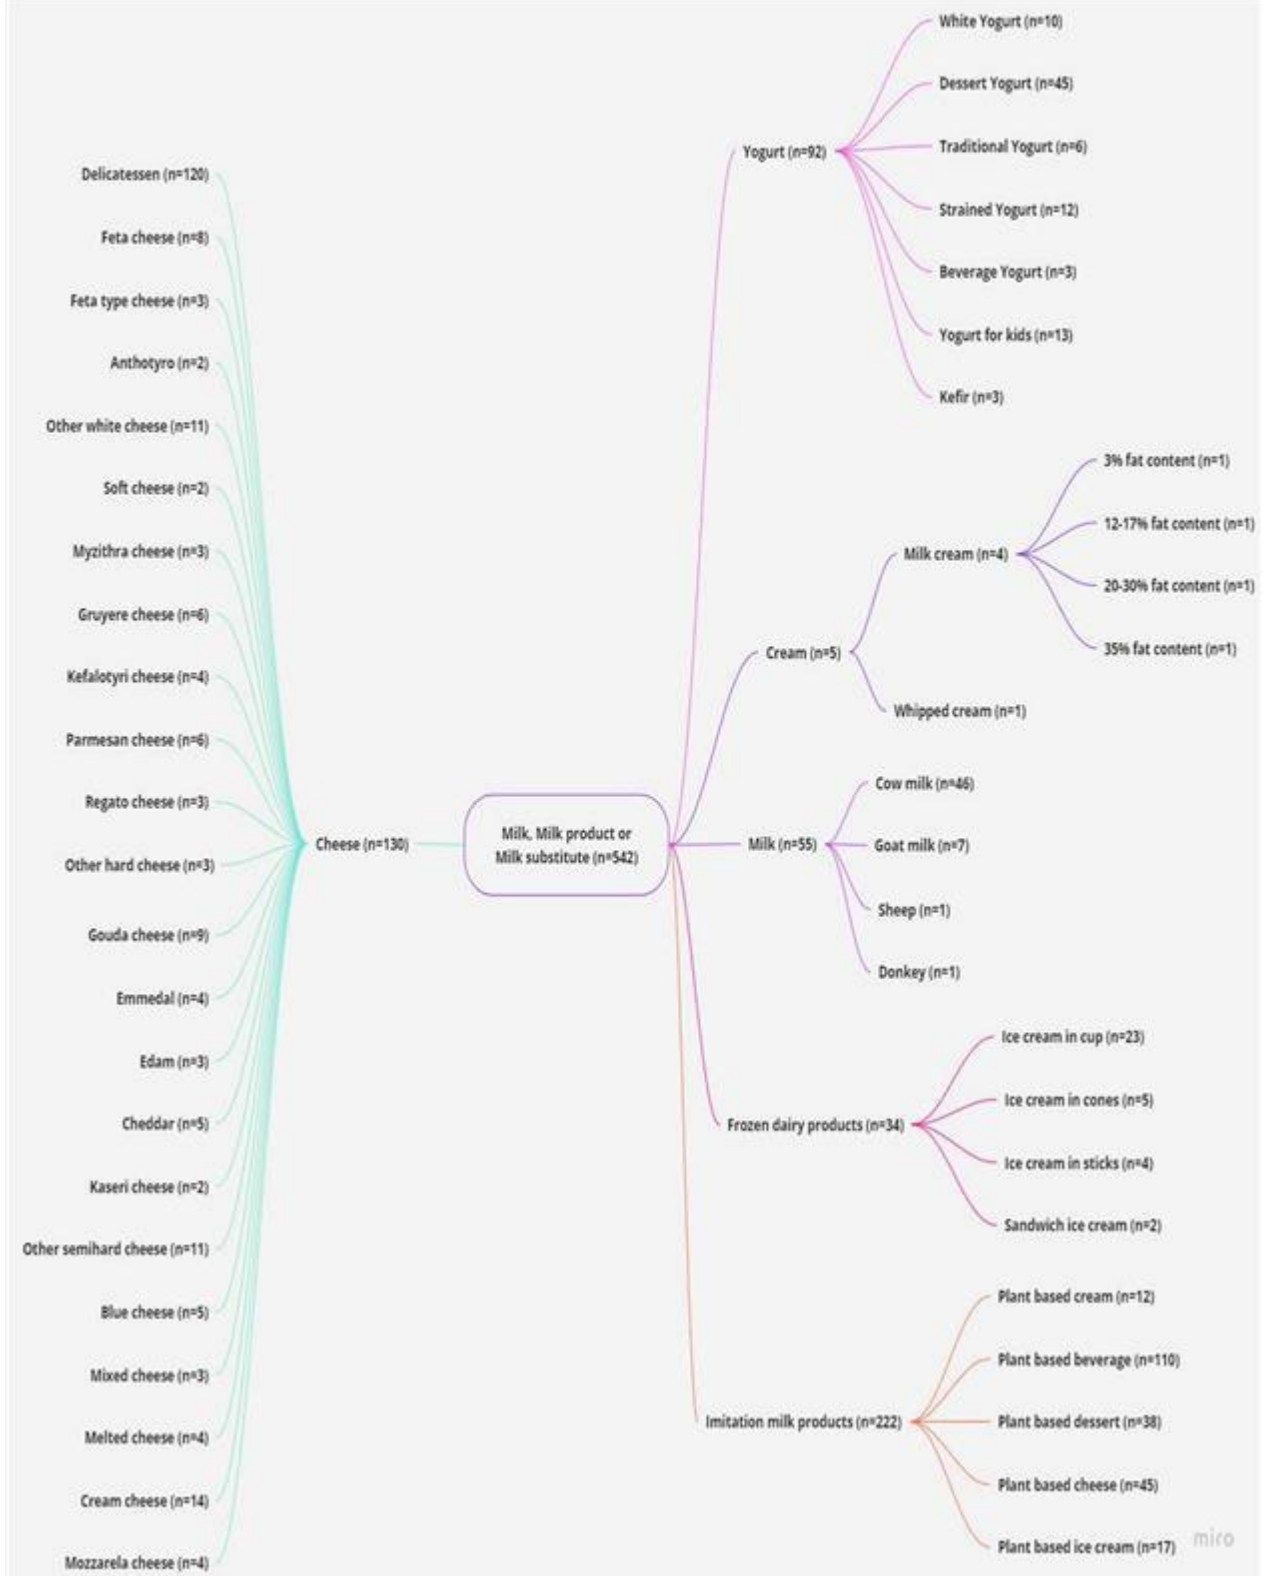 Delicatessen (n=120)
Feta cheese (n=8)
Feta type cheese (n=3)
Anthotyro (n=2)
Other white cheese (n=11)
Soft cheese (n=2)
Myzithra cheese (n=3)
Gruyere cheese (n=6)
Kefalotyri cheese (n=4)
Parmesan cheese (n=6)
Regato cheese (n=3)
Other hard cheese (n=3)
Gouda cheese (n=9)
Emmedal (n=4)
Edam (n=3)
Cheddar (n=5)
Kaseri cheese (n=2)
Other semihard cheese (n=11)
Blue cheese (n=5)
Mixed cheese (n=3)
Melted cheese (n=4)
Cream cheese (n=14)
Mozzarela cheese (n=4)
Cheese (n=130)
Milk, Milk product or
Milk substitute (n=542)
Yogurt (n=92)
White Yogurt (n=10)
Dessert Yogurt (n=45)
Traditional Yogurt (n=6)
Strained Yogurt (n=12)
Beverage Yogurt (n=3)
Yogurt for kids (n=13)
Kefir (n=3)
Cream (n=5)
Milk cream (n=4)
3% fat content (n=1)
12-17% fat content (n=1)
20-30% fat content (n=1)
35% fat content (n=1)
Whipped cream (n=1)
Milk (n=55)
Cow milk (n=46)
Goat milk (n=7)
Sheep (n=1)
Donkey (n=1)
Frozen dairy products (n=34)
Ice cream in cup (n=23)
Ice cream in cones (n=5)
Ice cream in sticks (n=4)
Sandwich ice cream (n=2)
Imitation milk products (n=222)
Plant based cream (n=12)
Plant based beverage (n=110)
Plant based dessert (n=38)
Plant based cheese (n=45)
Plant based ice cream (n=17)
miro